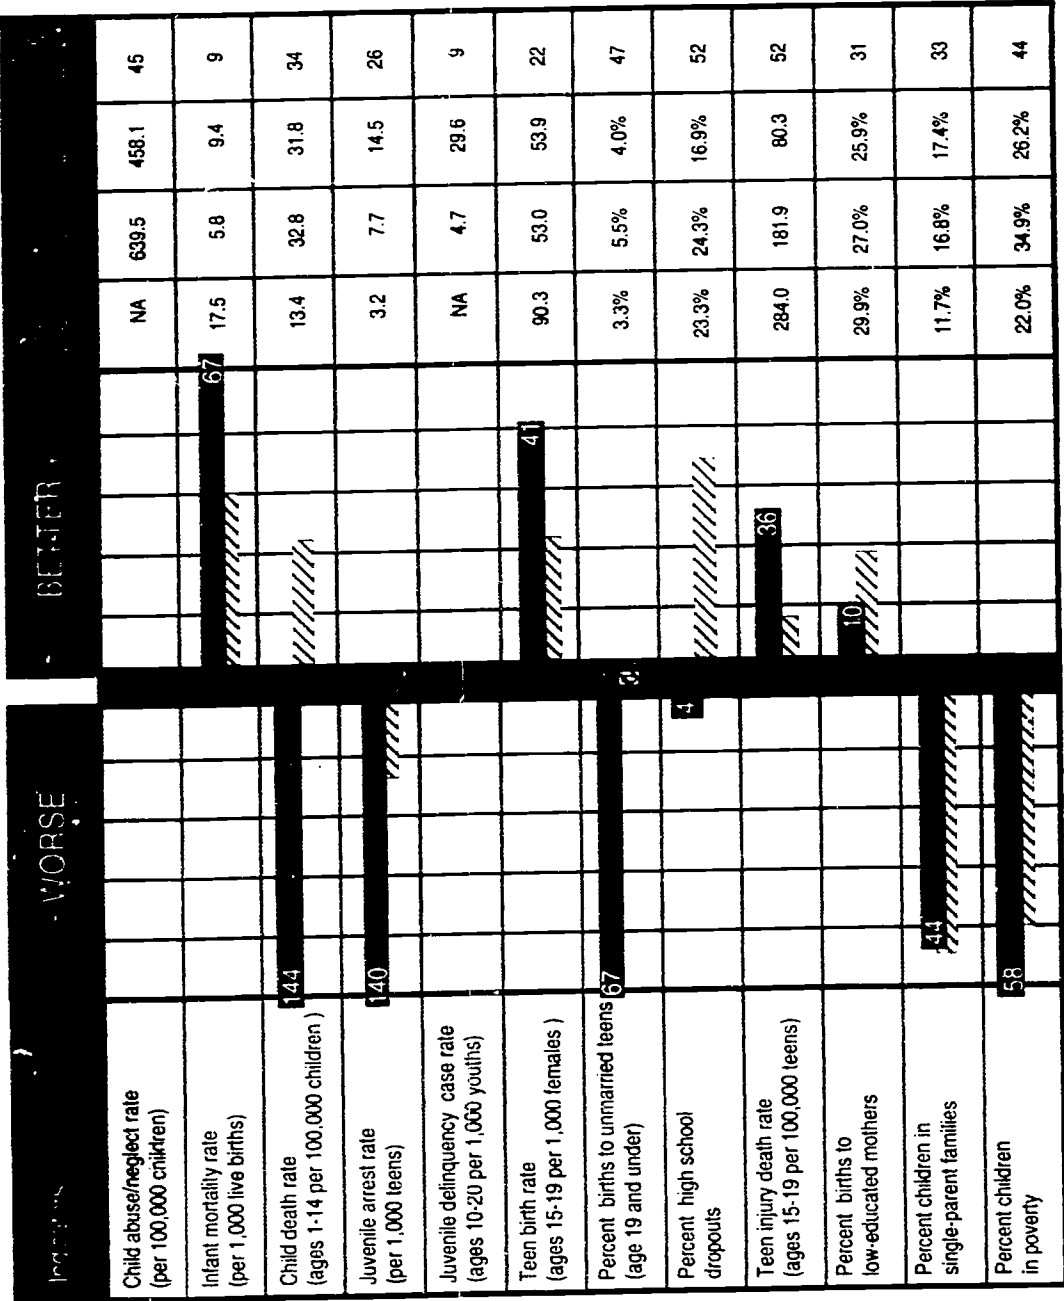 WORSE
BETTER
Child abuse/neglect rate
(per 100,000 children)
NA 639.5 458.1 45
Infant mortality rate
(per 1,000 live births)
67
17.5 5.8 9.4 9
Child death rate
(ages 1-14 per 100,000 children )
144
13.4 32.8 31.8 34
Juvenile arrest rate
(per 1,000 teens)
140
3.2 7.7 14.5 26
Juvenile delinquency case rate
(ages 10-20 per 1,000 youths)
NA 4.7 29.6 9
Teen birth rate
(ages 15-19 per 1,000 females )
41
90.3 53.0 53.9 22
Percent births to unmarried teens
(age 19 and under)
67
3.3% 5.5% 4.0% 47
Percent high school
dropouts
4
23.3% 24.3% 16.9% 52
Teen injury death rate
(ages 15-19 per 100,000 teens)
36
284.0 181.9 80.3 52
Percent births to
low-educated mothers
10
29.9% 27.0% 25.9% 31
Percent children in
single-parent families
44
11.7% 16.8% 17.4% 33
Percent children
in poverty
58
22.0% 34.9% 26.2% 44